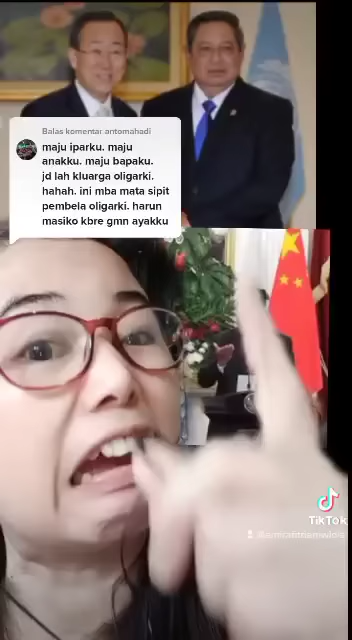 Balas komentar antomahadi
maju iparku. maju
anakku. maju bapaku.
jd lah kluarga oligarki.
hahah. ini mba mata sipit
pembela oligarki. harun
masiko kbre gmn ayakku
TikTok